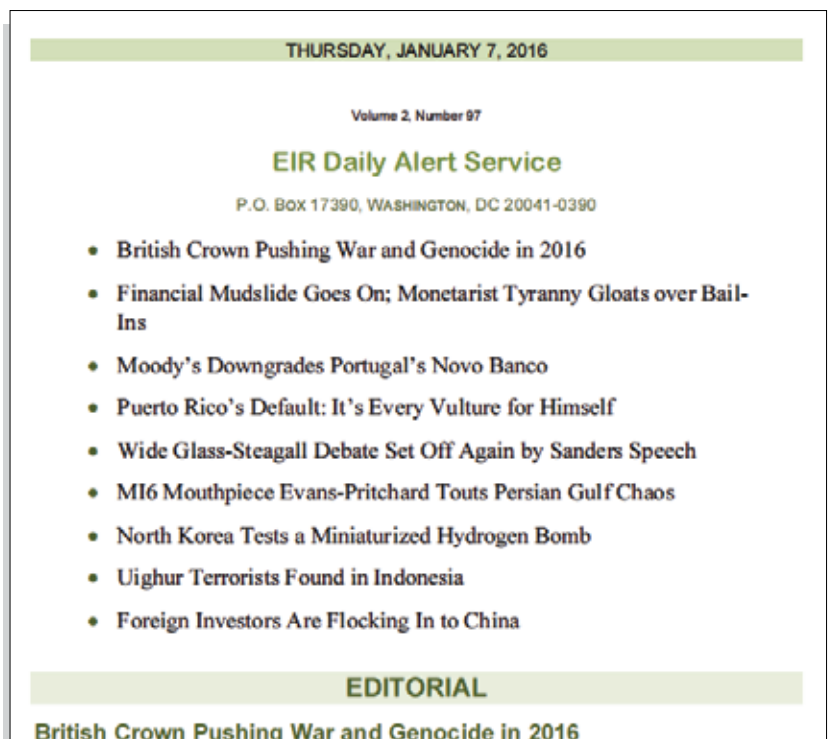 THURSDAY, JANUARY 7, 2016
Volume 2, Number 97
EIR Daily Alert Service
P.O. BOX 17390, WASHINGTON, DC 20041-0390
• British Crown Pushing War and Genocide in 2016
• Financial Mudslide Goes On; Monetarist Tyranny Gloats over Bail-
Ins
• Moody's Downgrades Portugal's Novo Banco
• Puerto Rico's Default: It's Every Vulture for Himself
• Wide Glass-Steagall Debate Set Off Again by Sanders Speech
• MI6 Mouthpiece Evans-Pritchard Touts Persian Gulf Chaos
• North Korea Tests a Miniaturized Hydrogen Bomb
• Uighur Terrorists Found in Indonesia
• Foreign Investors Are Flocking In to China
EDITORIAL
British Crown Pushing War and Genocide in 2016